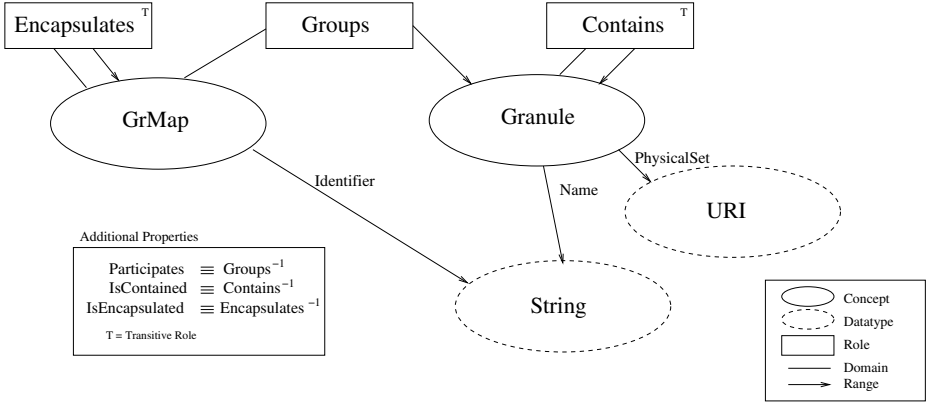 Encapsulates T
Groups
Contains T
GrMap
Granule
PhysicalSet
Identifier
Name
URI
Additional Properties
Participates ≡ Groups⁻¹
IsContained ≡ Contains⁻¹
IsEncapsulated ≡ Encapsulates⁻¹
T = Transitive Role
String
Concept
Datatype
Role
Domain
Range